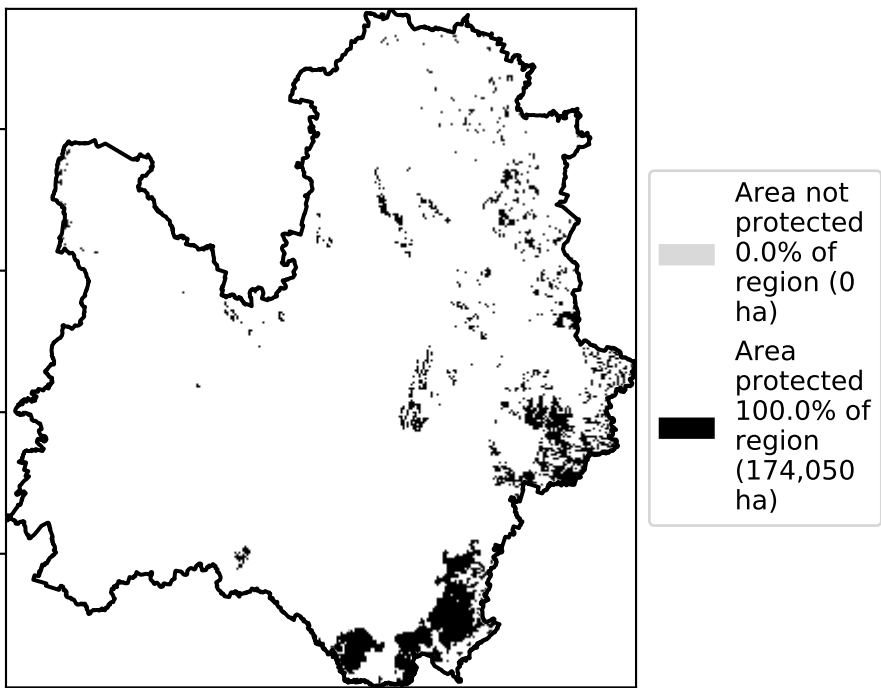 Area not
protected
0.0% of
region (0
ha)
Area
protected
100.0% of
region
(174,050
ha)